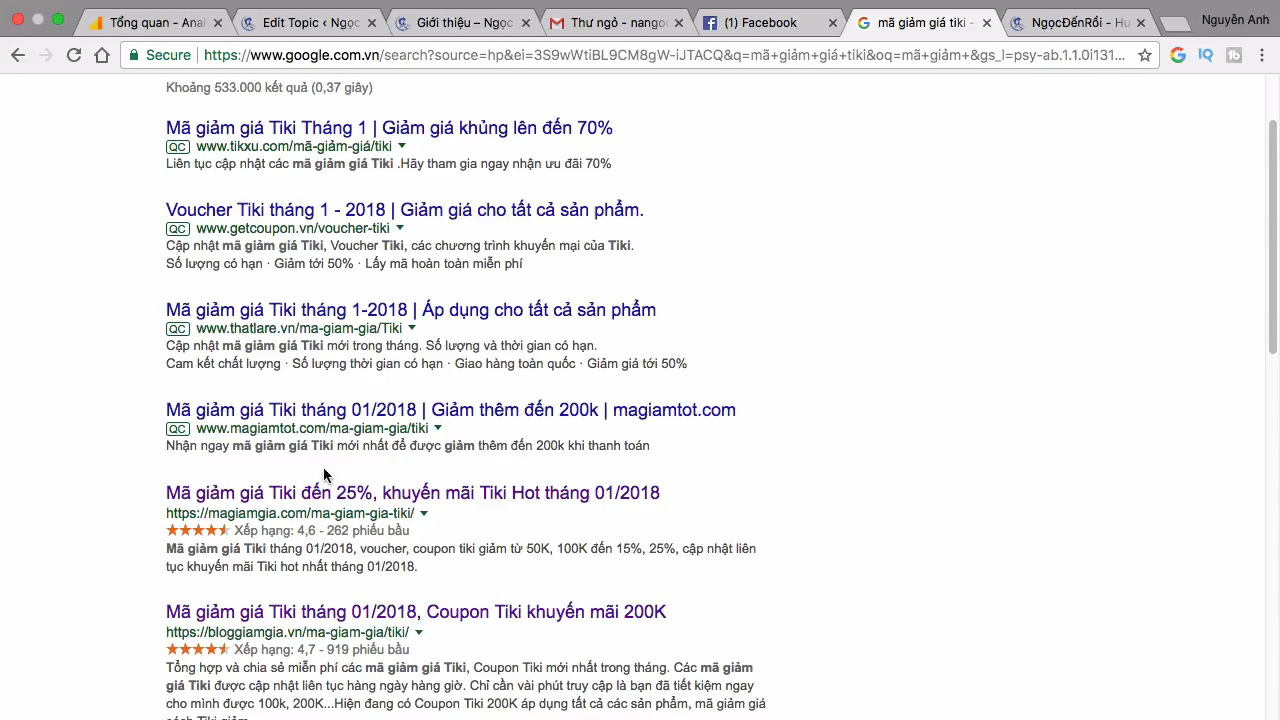 Tổng quan - Anal
Edit Topic ‹ Ngọc
Giới thiệu – Ngọc
Thư ngỏ - nangoc
(1) Facebook
mã giảm giá tiki -
NgọcĐếnRồi - Hu
Nguyễn Anh
Secure
https://www.google.com.vn/search?source=hp&ei=3S9wWtiBL9CM8gW-iJTACQ&q=mã+giảm+giá+tiki&oq=mã+giảm+&gs_l=psy-ab.1.1.0i131...
Khoảng 533.000 kết quả (0,37 giây)
Mã giảm giá Tiki Tháng 1 | Giảm giá khủng lên đến 70%
QC www.tikxu.com/mã-giảm-giá/tiki
Liên tục cập nhật các mã giảm giá Tiki .Hãy tham gia ngay nhận ưu đãi 70%
Voucher Tiki tháng 1 - 2018 | Giảm giá cho tất cả sản phẩm.
QC www.getcoupon.vn/voucher-tiki
Cập nhật mã giảm giá Tiki, Voucher Tiki, các chương trình khuyến mại của Tiki.
Số lượng có hạn · Giảm tới 50% · Lấy mã hoàn toàn miễn phí
Mã giảm giá Tiki tháng 1-2018 | Áp dụng cho tất cả sản phẩm
QC www.thatlare.vn/ma-giam-gia/Tiki
Cập nhật mã giảm giá Tiki mới trong tháng. Số lượng và thời gian có hạn.
Cam kết chất lượng · Số lượng thời gian có hạn · Giao hàng toàn quốc · Giảm giá tới 50%
Mã giảm giá Tiki tháng 01/2018 | Giảm thêm đến 200k | magiamtot.com
QC www.magiamtot.com/ma-giam-gia/tiki
Nhận ngay mã giảm giá Tiki mới nhất để được giảm thêm đến 200k khi thanh toán
Mã giảm giá Tiki đến 25%, khuyến mãi Tiki Hot tháng 01/2018
https://magiamgia.com/ma-giam-gia-tiki/
Xếp hạng: 4,6 - 262 phiếu bầu
Mã giảm giá Tiki tháng 01/2018, voucher, coupon tiki giảm từ 50K, 100K đến 15%, 25%, cập nhật liên
tục khuyến mãi Tiki hot nhất tháng 01/2018.
Mã giảm giá Tiki tháng 01/2018, Coupon Tiki khuyến mãi 200K
https://bloggiamgia.vn/ma-giam-gia/tiki/
Xếp hạng: 4,7 - 919 phiếu bầu
Tổng hợp và chia sẻ miễn phí các mã giảm giá Tiki, Coupon Tiki mới nhất trong tháng. Các mã giảm
giá Tiki được cập nhật liên tục hàng ngày hàng giờ. Chỉ cần vài phút truy cập là bạn đã tiết kiệm ngay
cho mình được 100k, 200K...Hiện đang có Coupon Tiki 200K áp dụng tất cả các sản phẩm, mã giảm giá
sách Tiki giảm